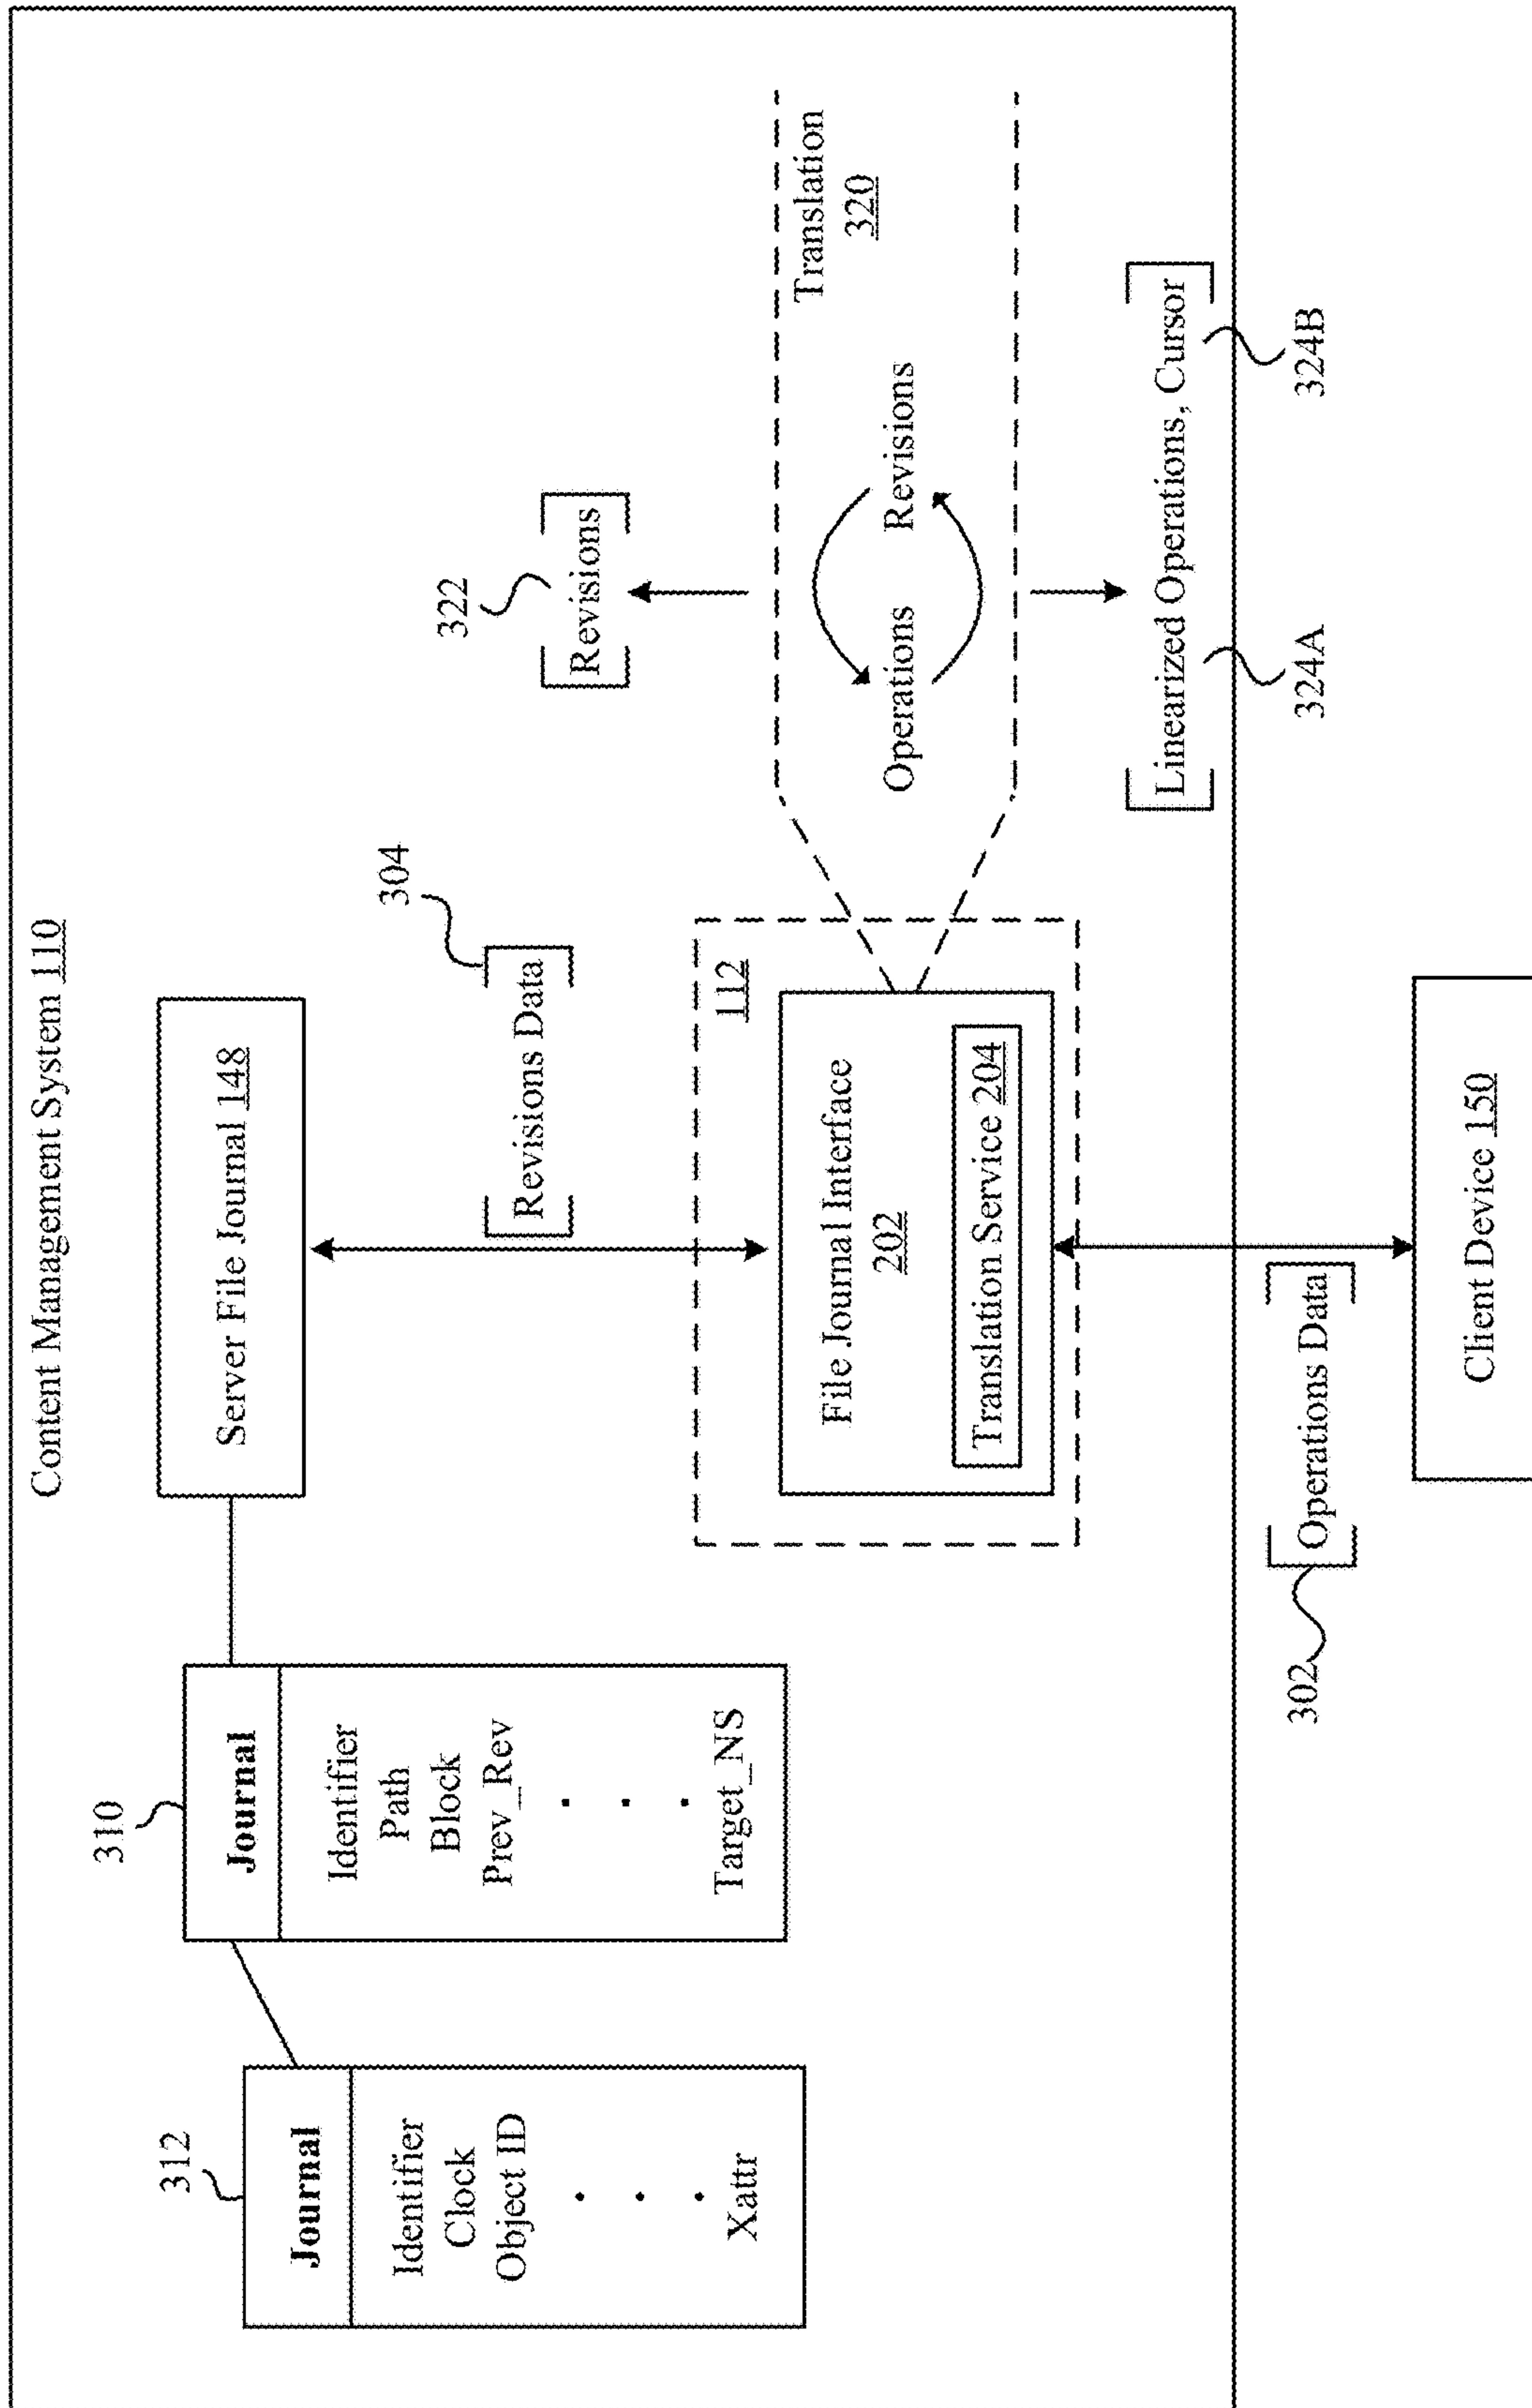 Content Management System 110
312
Journal
Identifier
Clock
Object ID
Xattr
310
Journal
Identifier
Path
Block
Prev_Rev
Target_NS
Server File Journal 148
304
[Revisions Data]
112
File Journal Interface
202
Translation Service 204
302
[Operations Data]
Client Device 150
322
[Revisions]
Translation
320
Operations
Revisions
[Linearized Operations, Cursor]
324A
324B